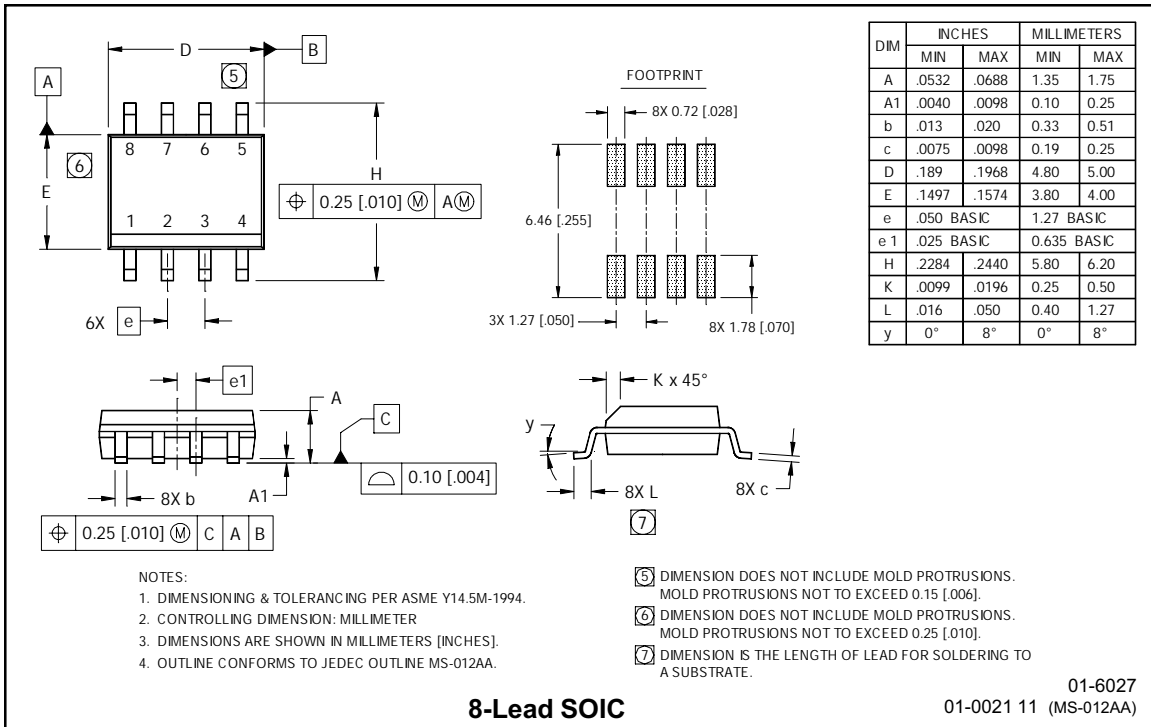 D
B
5
A
8 7 6 5
6
E
H
⌖ 0.25 [.010] Ⓜ A Ⓜ
1 2 3 4
6X e
FOOTPRINT
8X 0.72 [.028]
6.46 [.255]
3X 1.27 [.050]
8X 1.78 [.070]
DIM INCHES MILLIMETERS
MIN MAX MIN MAX
A .0532 .0688 1.35 1.75
A1 .0040 .0098 0.10 0.25
b .013 .020 0.33 0.51
c .0075 .0098 0.19 0.25
D .189 .1968 4.80 5.00
E .1497 .1574 3.80 4.00
e .050 BASIC 1.27 BASIC
e1 .025 BASIC 0.635 BASIC
H .2284 .2440 5.80 6.20
K .0099 .0196 0.25 0.50
L .016 .050 0.40 1.27
y 0° 8° 0° 8°
e1
A
C
⌓ 0.10 [.004]
A1
8X b
⌖ 0.25 [.010] Ⓜ C A B
K x 45°
y
8X L
8X c
7
NOTES:
1. DIMENSIONING & TOLERANCING PER ASME Y14.5M-1994.
2. CONTROLLING DIMENSION: MILLIMETER
3. DIMENSIONS ARE SHOWN IN MILLIMETERS [INCHES].
4. OUTLINE CONFORMS TO JEDEC OUTLINE MS-012AA.
5 DIMENSION DOES NOT INCLUDE MOLD PROTRUSIONS.
MOLD PROTRUSIONS NOT TO EXCEED 0.15 [.006].
6 DIMENSION DOES NOT INCLUDE MOLD PROTRUSIONS.
MOLD PROTRUSIONS NOT TO EXCEED 0.25 [.010].
7 DIMENSION IS THE LENGTH OF LEAD FOR SOLDERING TO
A SUBSTRATE.
8-Lead SOIC
01-6027
01-0021 11 (MS-012AA)